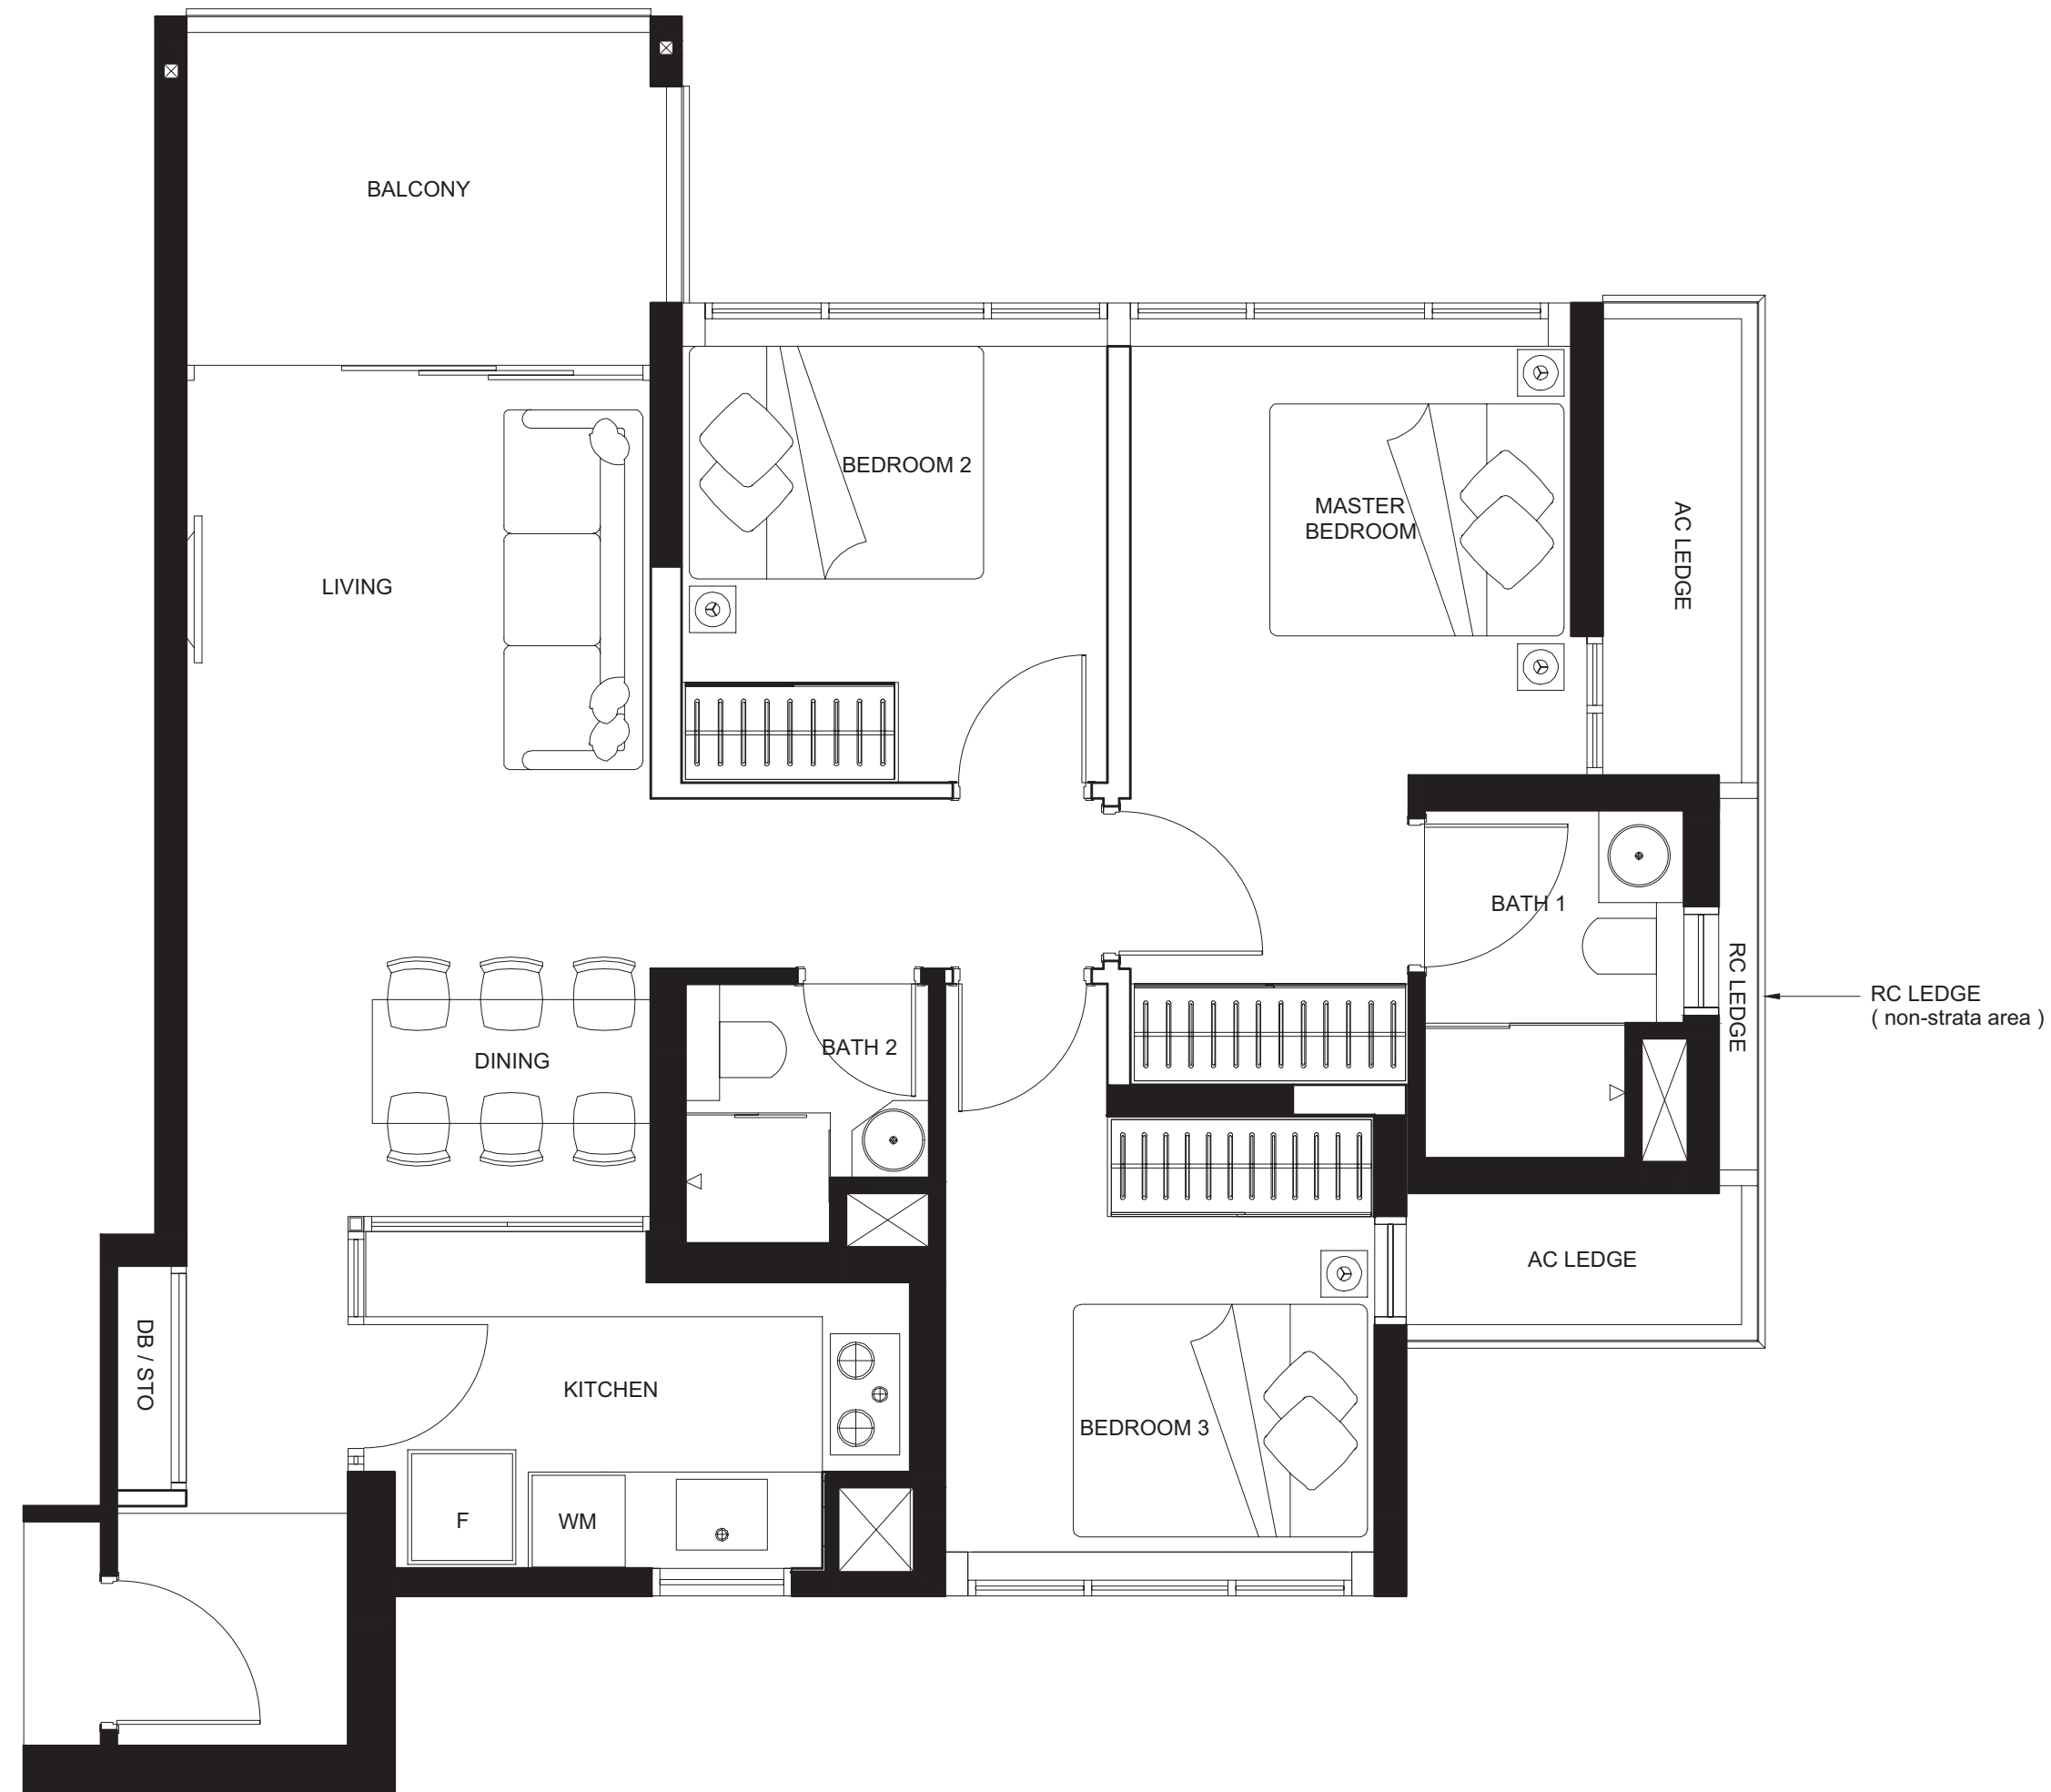 BALCONY
BEDROOM 2
MASTER
BEDROOM
AC LEDGE
LIVING
BATH 1
RC LEDGE
RC LEDGE
( non-strata area )
BATH 2
DINING
AC LEDGE
DB / STO
KITCHEN
BEDROOM 3
F
WM